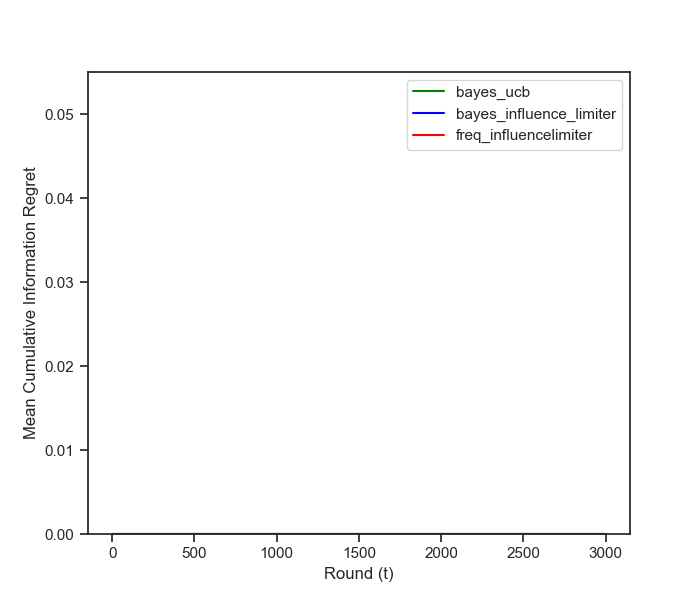 bayes_ucb
bayes_influence_limiter
freq_influencelimiter
0.05
0.04
0.03
0.02
0.01
0.00
Mean Cumulative Information Regret
0 500 1000 1500 2000 2500 3000
Round (t)